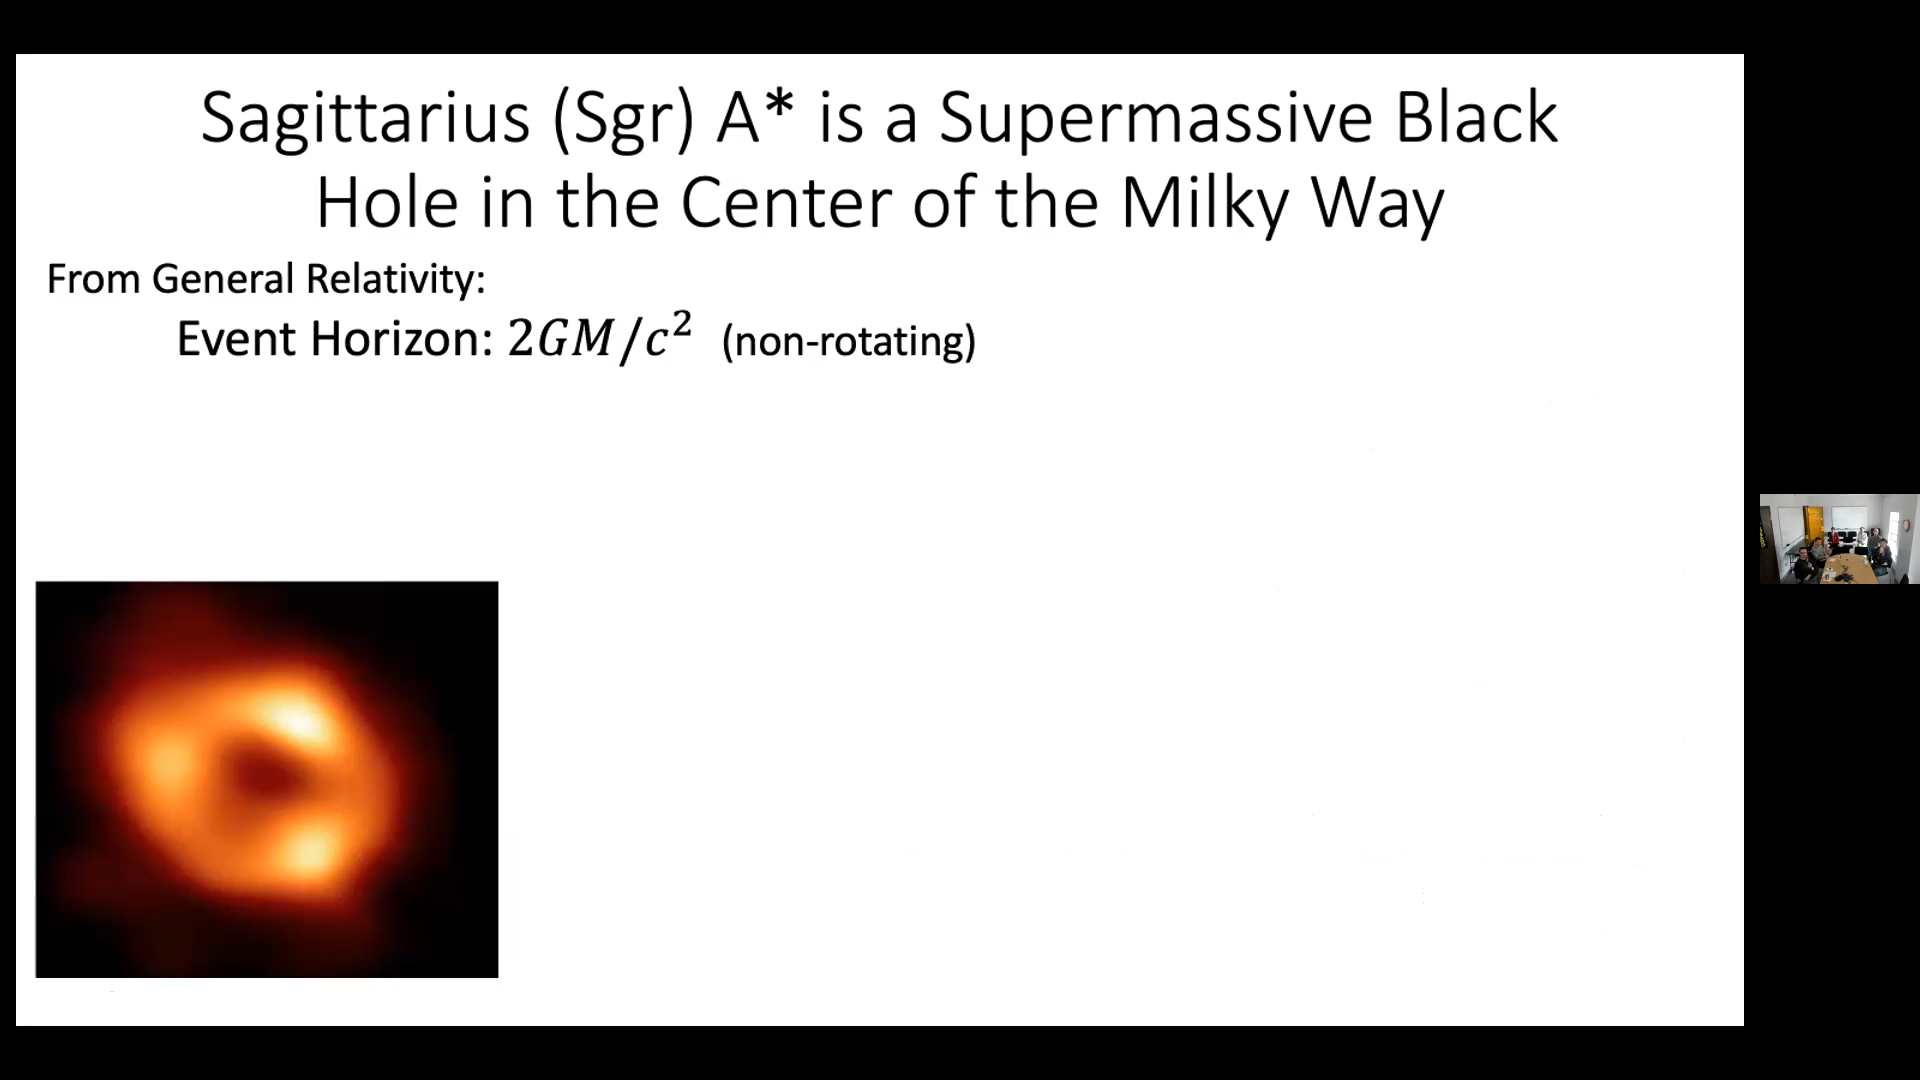 Sagittarius (Sgr) A* is a Supermassive Black
Hole in the Center of the Milky Way
From General Relativity:
Event Horizon: 2GM/c² (non-rotating)